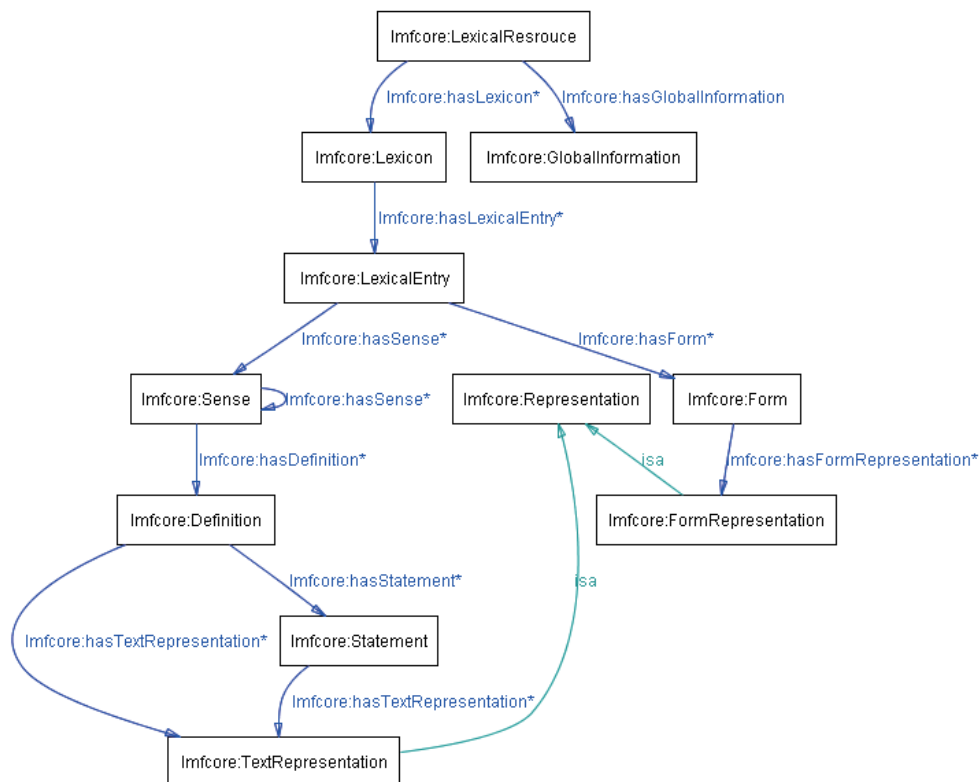 lmfcore:LexicalResrouce
lmfcore:hasLexicon*
lmfcore:hasGlobalInformation
lmfcore:Lexicon
lmfcore:GlobalInformation
lmfcore:hasLexicalEntry*
lmfcore:LexicalEntry
lmfcore:hasSense*
lmfcore:hasForm*
lmfcore:Sense
lmfcore:hasSense*
lmfcore:Representation
lmfcore:Form
lmfcore:hasDefinition*
isa
lmfcore:hasFormRepresentation*
lmfcore:Definition
lmfcore:FormRepresentation
lmfcore:hasStatement*
isa
lmfcore:hasTextRepresentation*
lmfcore:Statement
lmfcore:hasTextRepresentation*
lmfcore:TextRepresentation